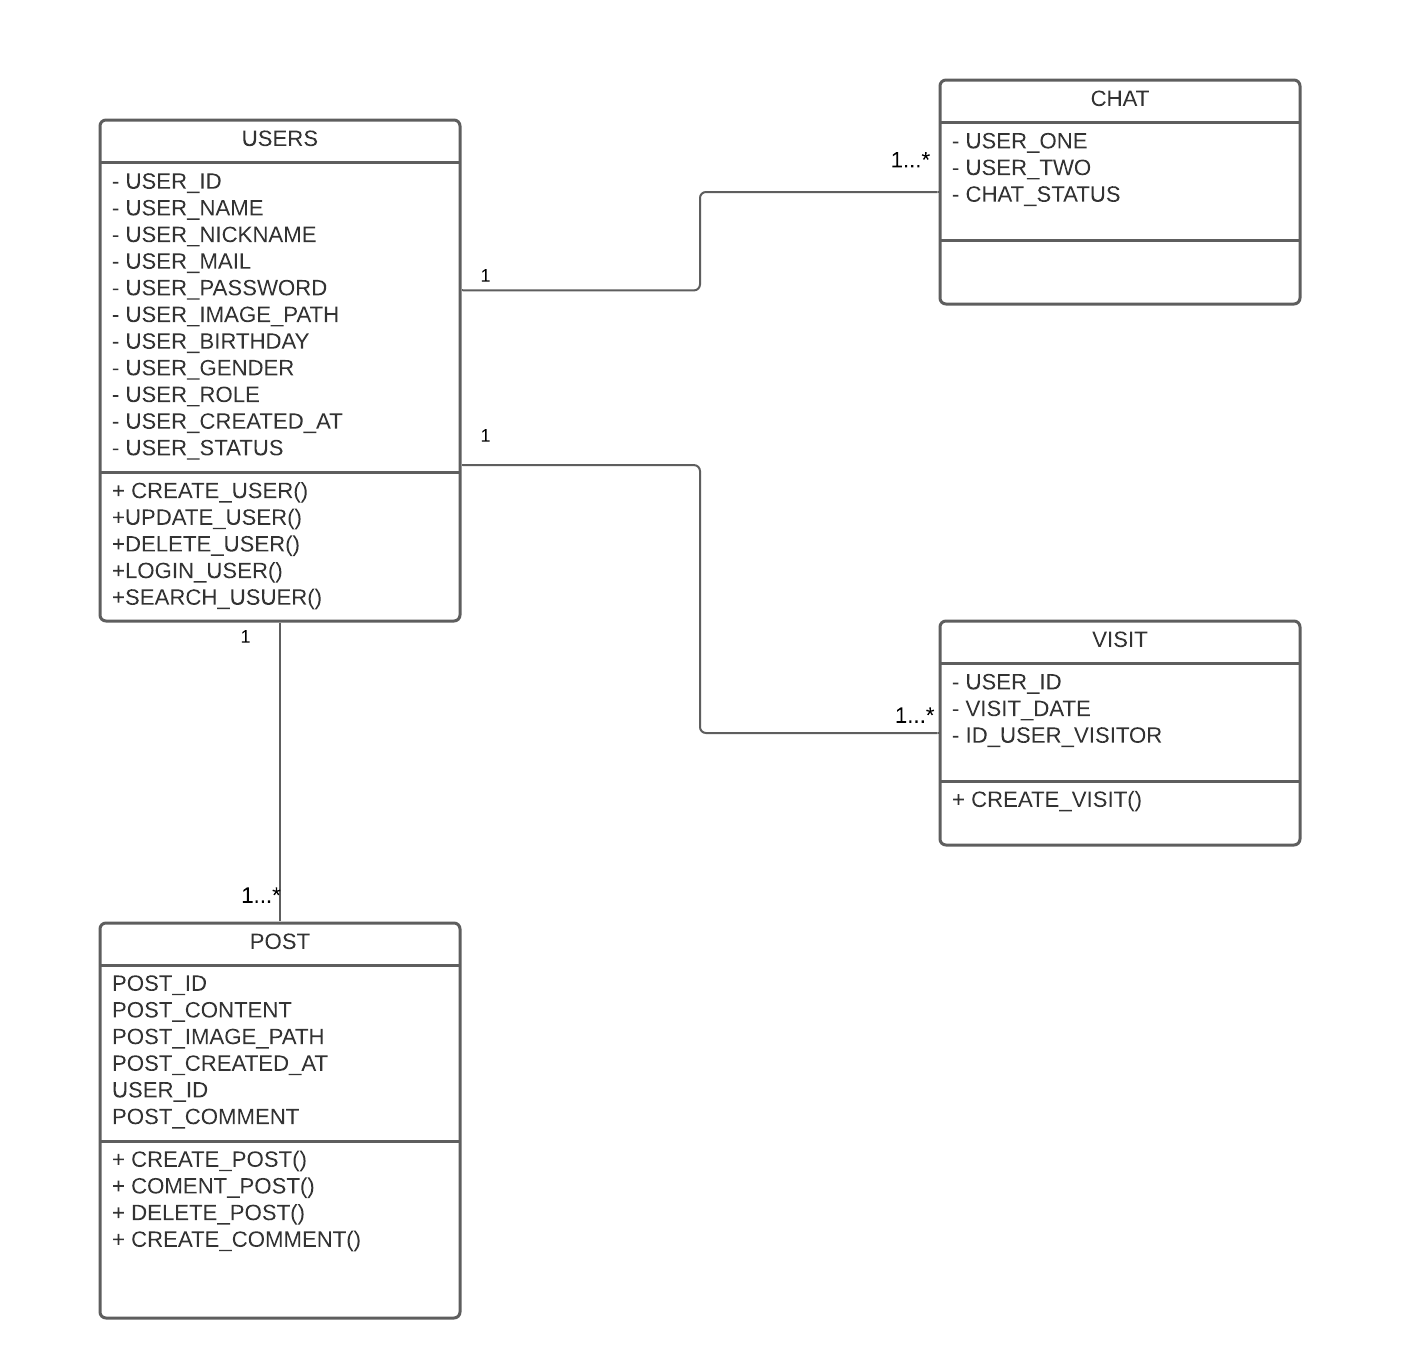 USERS
- USER_ID
- USER_NAME
- USER_NICKNAME
- USER_MAIL
- USER_PASSWORD
- USER_IMAGE_PATH
- USER_BIRTHDAY
- USER_GENDER
- USER_ROLE
- USER_CREATED_AT
- USER_STATUS
+ CREATE_USER()
+UPDATE_USER()
+DELETE_USER()
+LOGIN_USER()
+SEARCH_USUER()
1
1
1
1...*
CHAT
- USER_ONE
- USER_TWO
- CHAT_STATUS
1...*
VISIT
- USER_ID
- VISIT_DATE
- ID_USER_VISITOR
+ CREATE_VISIT()
1...*
POST
POST_ID
POST_CONTENT
POST_IMAGE_PATH
POST_CREATED_AT
USER_ID
POST_COMMENT
+ CREATE_POST()
+ COMENT_POST()
+ DELETE_POST()
+ CREATE_COMMENT()